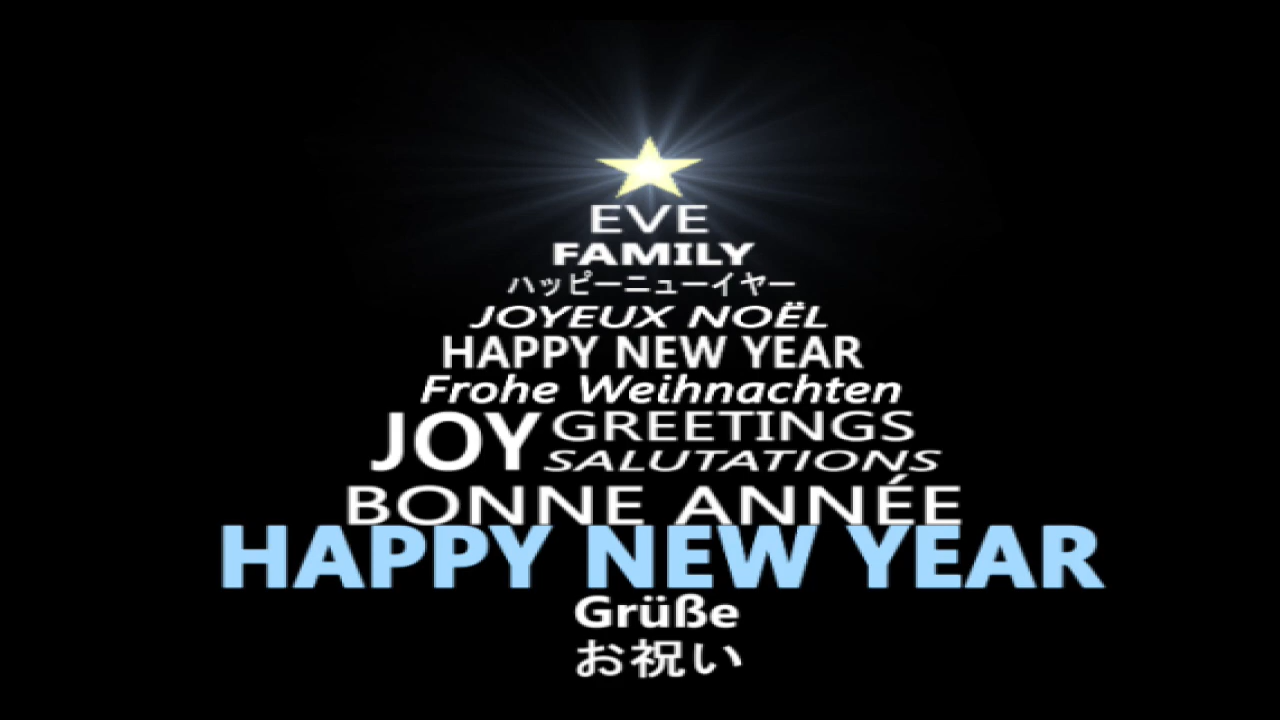 EVE
FAMILY
ハッピーニューイヤー
JOYEUX NOËL
HAPPY NEW YEAR
Frohe Weihnachten
JOY GREETINGS
SALUTATIONS
BONNE ANNÉE
HAPPY NEW YEAR
Grüße
お祝い